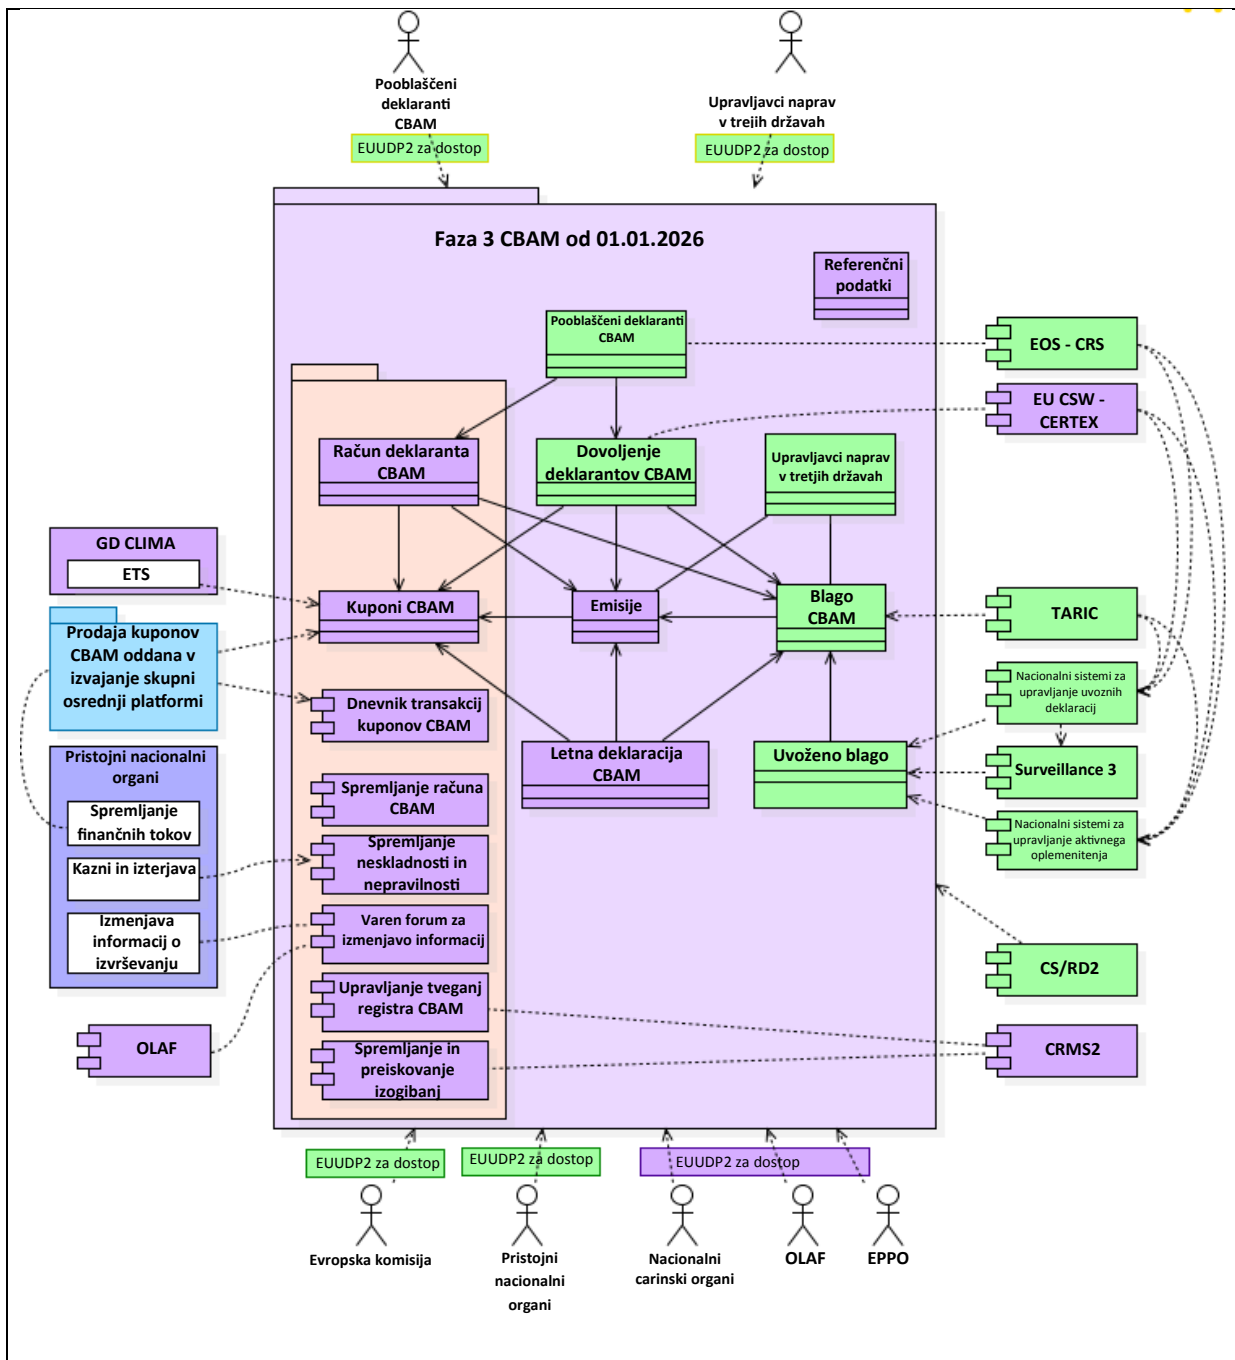 Pooblaščeni
deklaranti
CBAM
EUUDP2 za dostop
Upravljavci naprav
v trejih državah
EUUDP2 za dostop
Faza 3 CBAM od 01.01.2026
Referenčni
podatki
Pooblaščeni deklaranti
CBAM
EOS - CRS
EU CSW -
CERTEX
Račun deklaranta
CBAM
Dovoljenje
deklarantov CBAM
Upravljavci naprav
v tretjih državah
GD CLIMA
ETS
Kuponi CBAM
Emisije
Blago
CBAM
TARIC
Prodaja kuponov
CBAM oddana v
izvajanje skupni
osrednji platformi
Dnevnik transakcij
kuponov CBAM
Nacionalni sistemi za
upravljanje uvoznih
deklaracij
Letna deklaracija
CBAM
Uvoženo blago
Surveillance 3
Pristojni nacionalni
organi
Spremljanje
finančnih tokov
Kazni in izterjava
Izmenjava
informacij o
izvrševanju
Spremljanje računa
CBAM
Spremljanje
neskladnosti in
nepravilnosti
Nacionalni sistemi za
upravljanje aktivnega
oplemenitenja
Varen forum za
izmenjavo informacij
Upravljanje tveganj
registra CBAM
CS/RD2
OLAF
Spremljanje in
preiskovanje
izogibanj
CRMS2
EUUDP2 za dostop
EUUDP2 za dostop
EUUDP2 za dostop
Evropska komisija
Pristojni
nacionalni
organi
Nacionalni
carinski organi
OLAF
EPPO